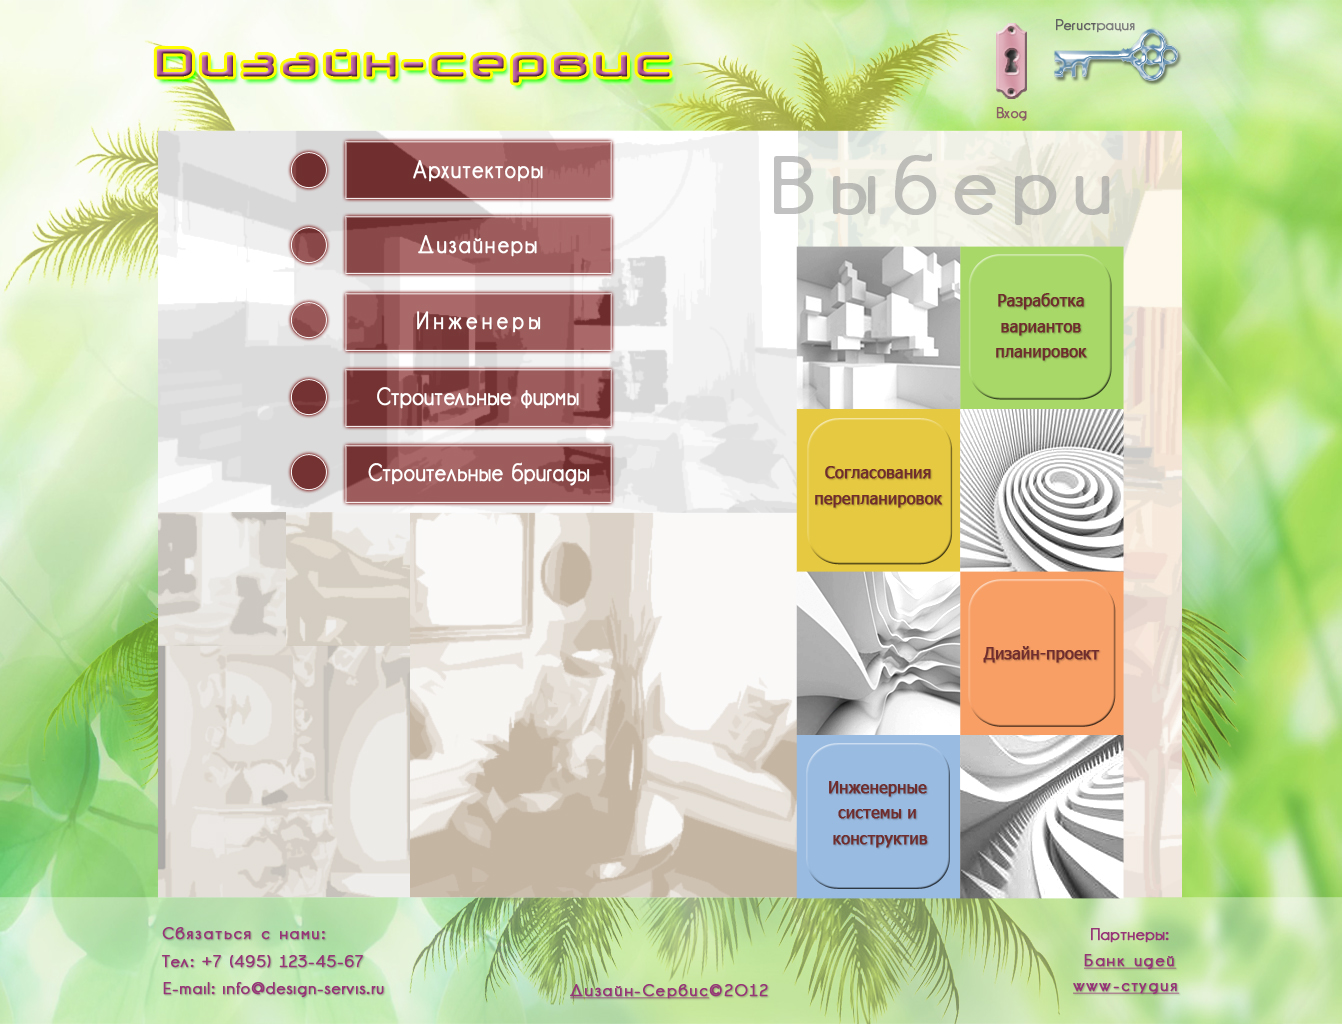 Дизайн-сервис
Регистрация
Вход
Выбери
Архитекторы
Дизайнеры
Инженеры
Строительные фирмы
Строительные бригады
Разработка
вариантов
планировок
Согласования
перепланировок
Дизайн-проект
Инженерные
системы и
конструктив
Связаться с нами:
Тел: +7 (495) 123-45-67
E-mail: info@design-servis.ru
Дизайн-Сервис©2012
Партнеры:
Банк идей
www-студия